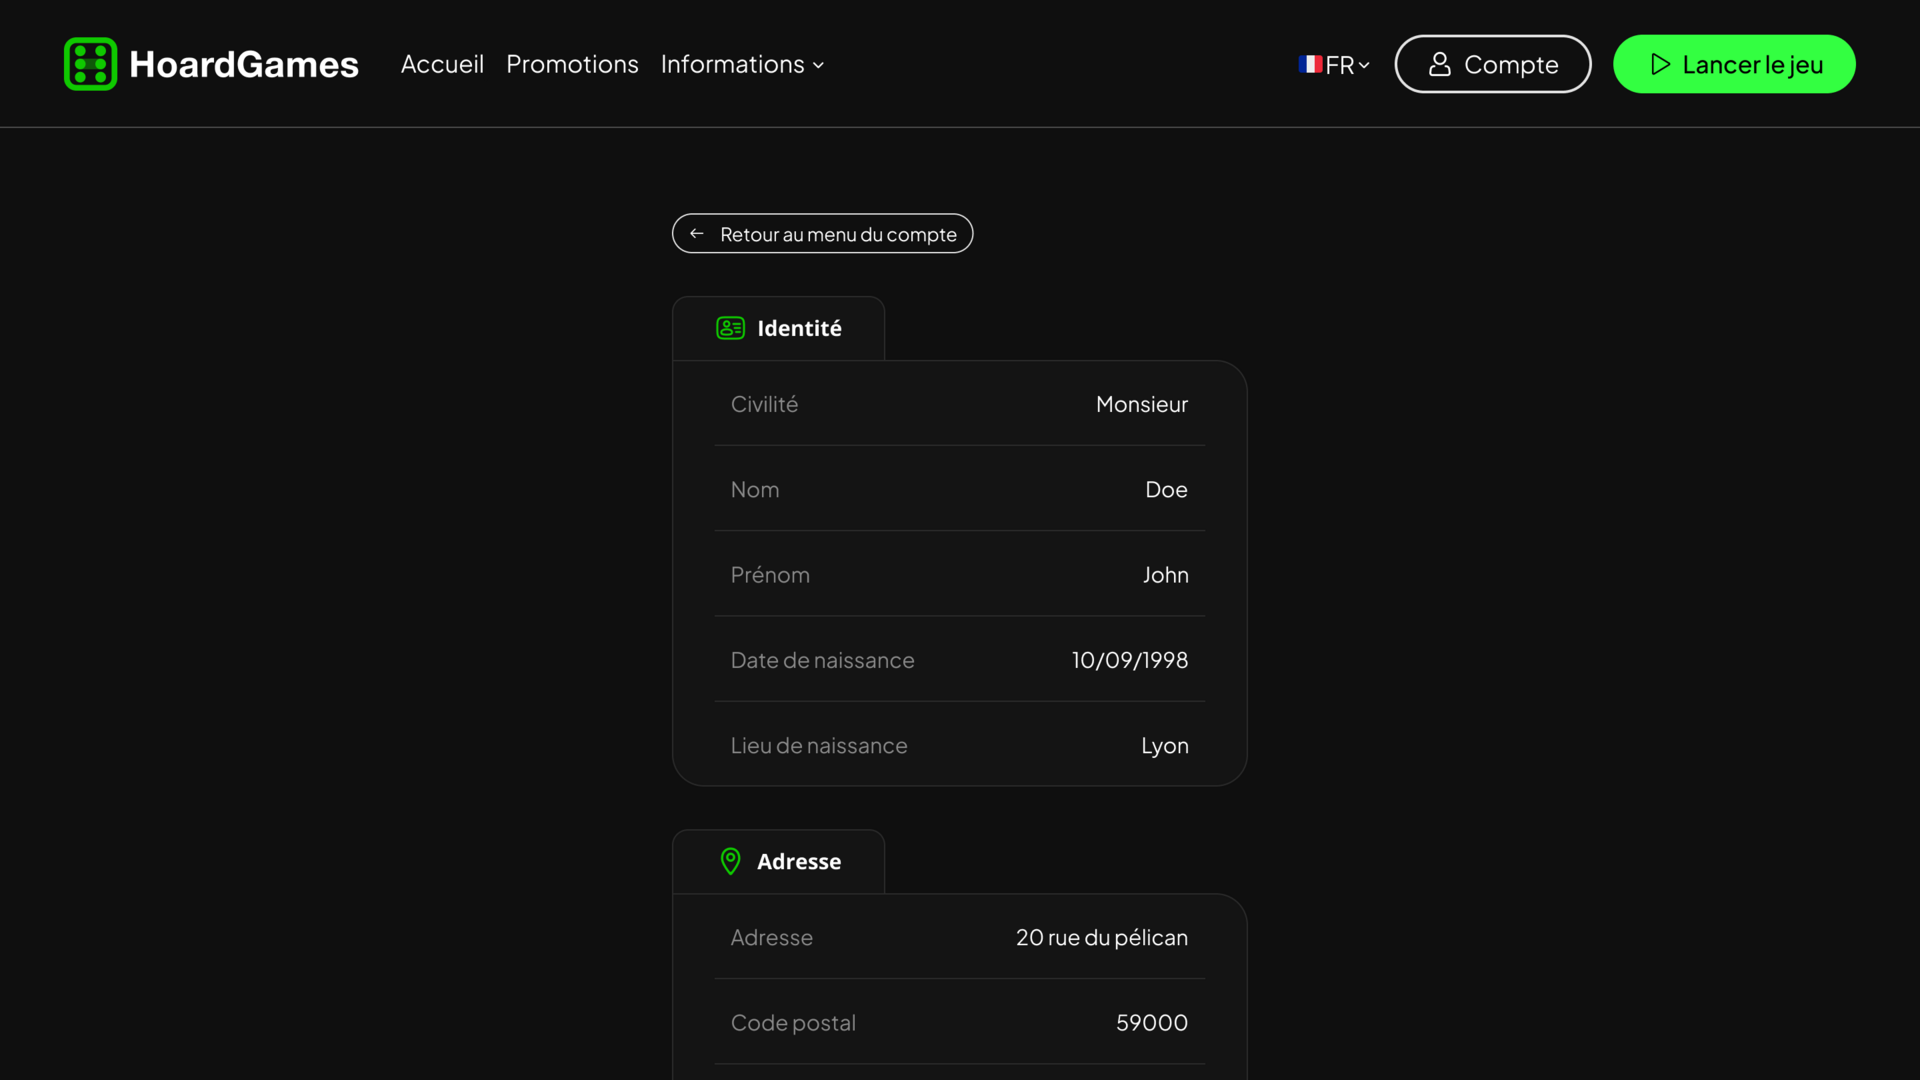 HoardGames Accueil Promotions Informations FR Compte Lancer le jeu
Retour au menu du compte
Identité
Civilité Monsieur
Nom Doe
Prénom John
Date de naissance 10/09/1998
Lieu de naissance Lyon
Adresse
Adresse 20 rue du pélican
Code postal 59000